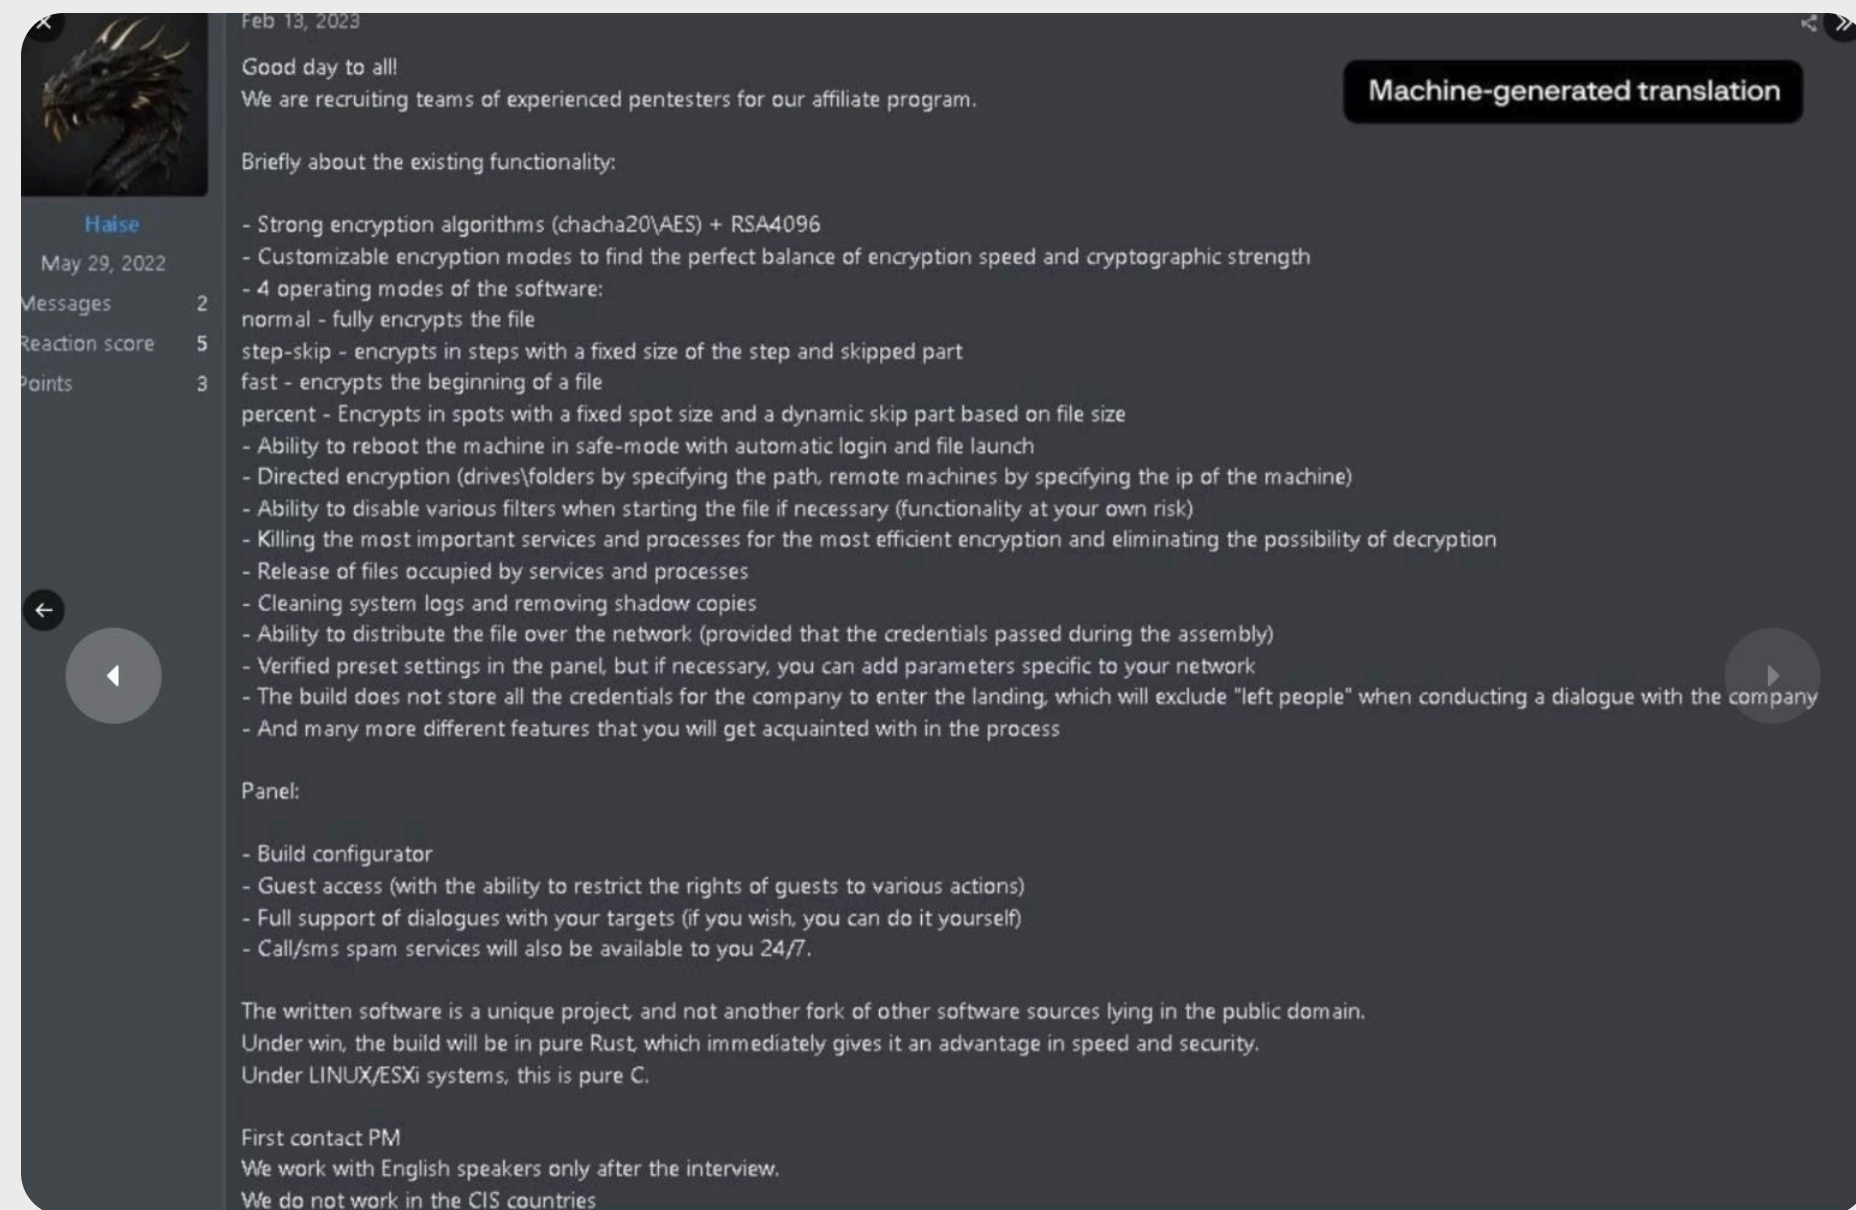 Feb 13, 2023
Machine-generated translation
Haise
May 29, 2022
Messages 2
Reaction score 5
Points 3
Good day to all!
We are recruiting teams of experienced pentesters for our affiliate program.
Briefly about the existing functionality:
- Strong encryption algorithms (chacha20\AES) + RSA4096
- Customizable encryption modes to find the perfect balance of encryption speed and cryptographic strength
- 4 operating modes of the software:
normal - fully encrypts the file
step-skip - encrypts in steps with a fixed size of the step and skipped part
fast - encrypts the beginning of a file
percent - Encrypts in spots with a fixed spot size and a dynamic skip part based on file size
- Ability to reboot the machine in safe-mode with automatic login and file launch
- Directed encryption (drives\folders by specifying the path, remote machines by specifying the ip of the machine)
- Ability to disable various filters when starting the file if necessary (functionality at your own risk)
- Killing the most important services and processes for the most efficient encryption and eliminating the possibility of decryption
- Release of files occupied by services and processes
- Cleaning system logs and removing shadow copies
- Ability to distribute the file over the network (provided that the credentials passed during the assembly)
- Verified preset settings in the panel, but if necessary, you can add parameters specific to your network
- The build does not store all the credentials for the company to enter the landing, which will exclude "left people" when conducting a dialogue with the company
- And many more different features that you will get acquainted with in the process
Panel:
- Build configurator
- Guest access (with the ability to restrict the rights of guests to various actions)
- Full support of dialogues with your targets (if you wish, you can do it yourself)
- Call/sms spam services will also be available to you 24/7.
The written software is a unique project, and not another fork of other software sources lying in the public domain.
Under win, the build will be in pure Rust, which immediately gives it an advantage in speed and security.
Under LINUX/ESXi systems, this is pure C.
First contact PM
We work with English speakers only after the interview.
We do not work in the CIS countries